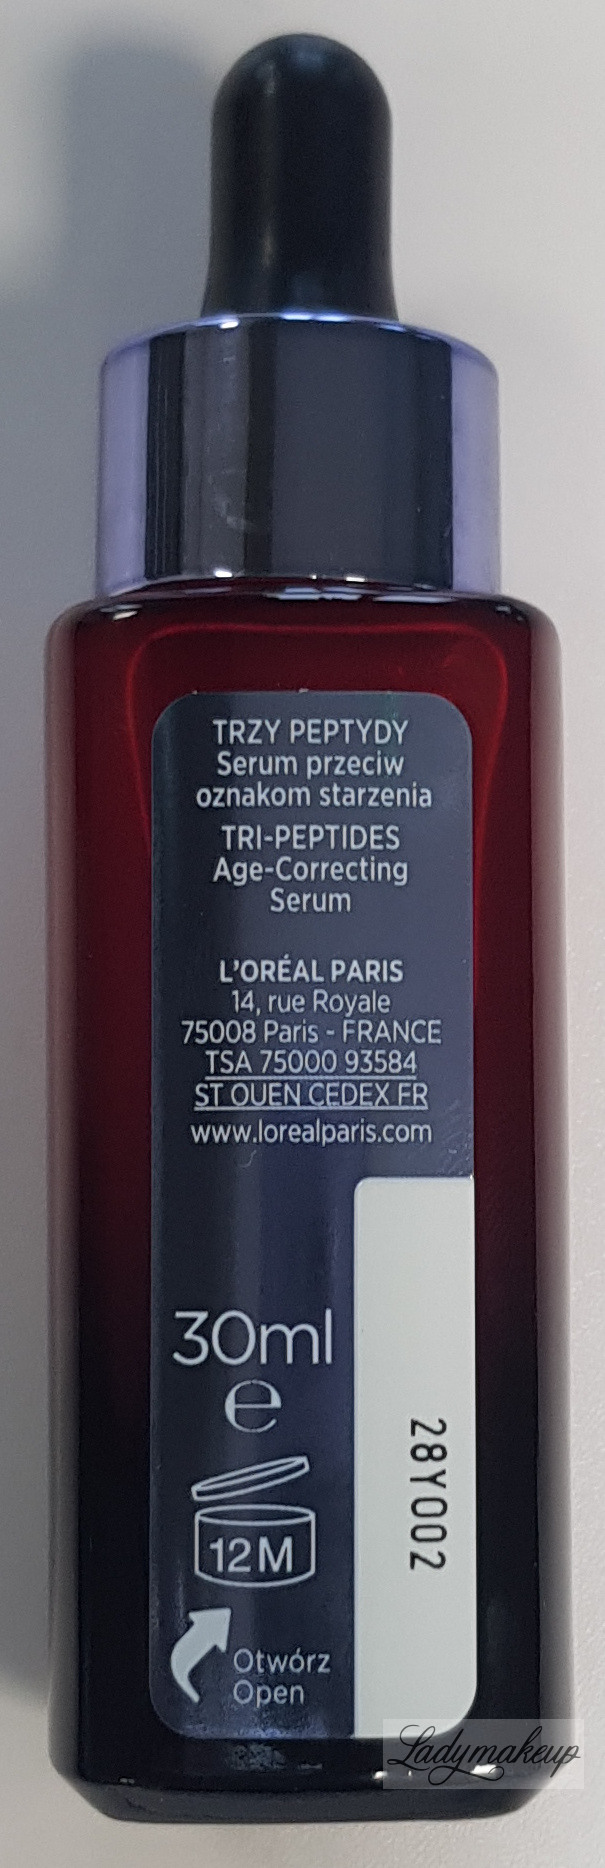 TRZY PEPTYDY
Serum przeciw
oznakom starzenia
TRI-PEPTIDES
Age-Correcting
Serum
L'ORÉAL PARIS
14, rue Royale
75008 Paris - FRANCE
TSA 75000 93584
ST OUEN CEDEX FR
www.lorealparis.com
30ml
e
12M
Otwórz
Open
28Y002
Ladymakeup